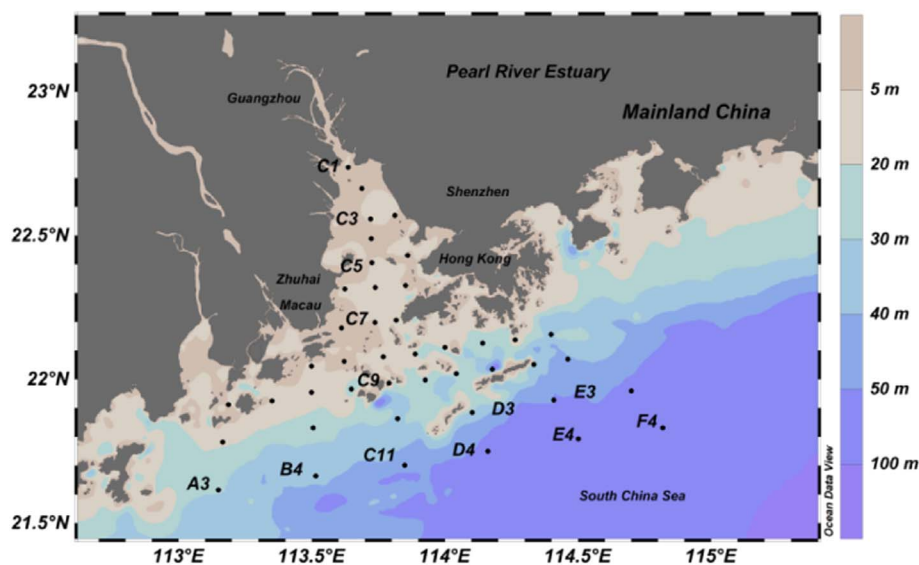 Pearl River Estuary
5 m
23°N
Guangzhou
Mainland China
20 m
C1
Shenzhen
C3
22.5°N
30 m
C5
Hong Kong
Zhuhai
Macau
40 m
C7
22°N
C9
50 m
E3
D3
F4
E4
D4
C11
100 m
B4
A3
South China Sea
Ocean Data View
21.5°N
113°E
113.5°E
114°E
114.5°E
115°E